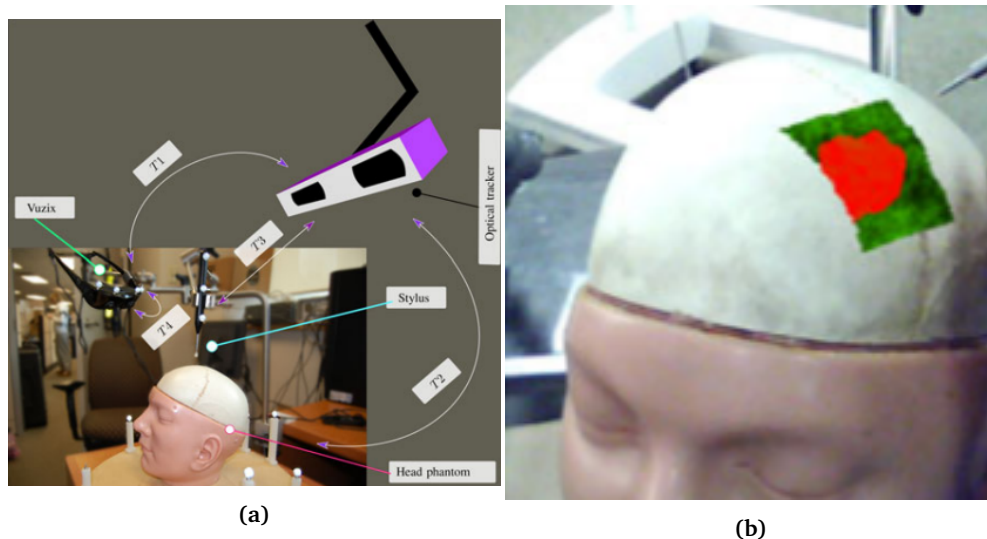 T1
Vuzix
T3
Optical tracker
T4
Stylus
T2
Head phantom
(a)
(b)